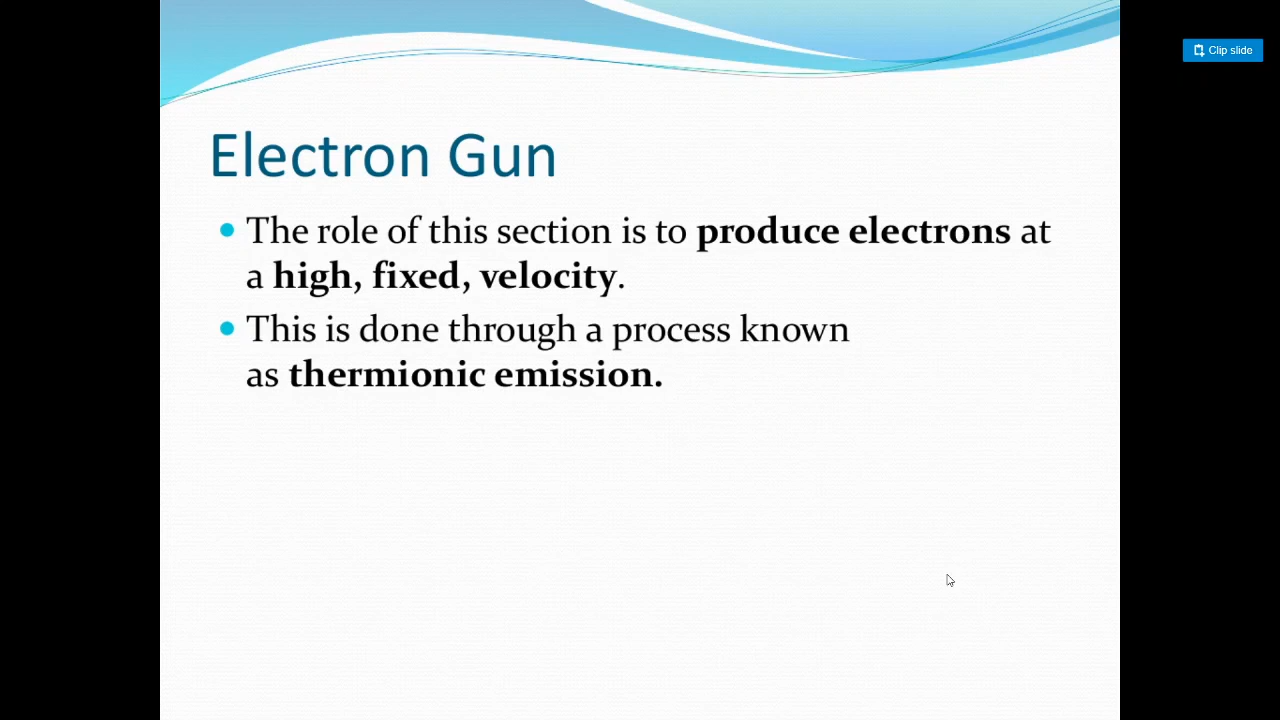 Clip slide
Electron Gun
The role of this section is to produce electrons at
a high, fixed, velocity.
This is done through a process known
as thermionic emission.